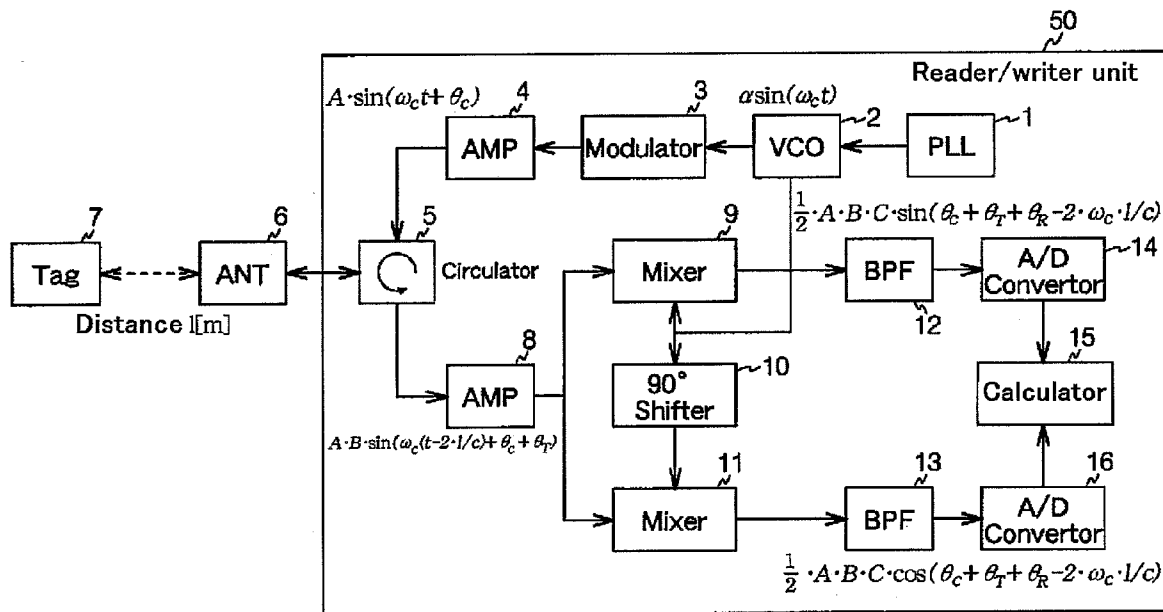 50
Reader/writer unit
A·sin(ω_c t+θ_c)
4
3
αsin(ω_c t)
2
1
AMP
Modulator
VCO
PLL
1/2·A·B·C·sin(θ_c+θ_T+θ_R−2·ω_c·l/c)
7
6
5
9
14
Tag
ANT
Circulator
Mixer
BPF
A/D
Convertor
Distance l[m]
12
8
10
15
AMP
90°
Shifter
Calculator
A·B·sin(ω_c(t−2·l/c)+θ_c+θ_T)
11
13
16
Mixer
BPF
A/D
Convertor
1/2·A·B·C·cos(θ_c+θ_T+θ_R−2·ω_c·l/c)